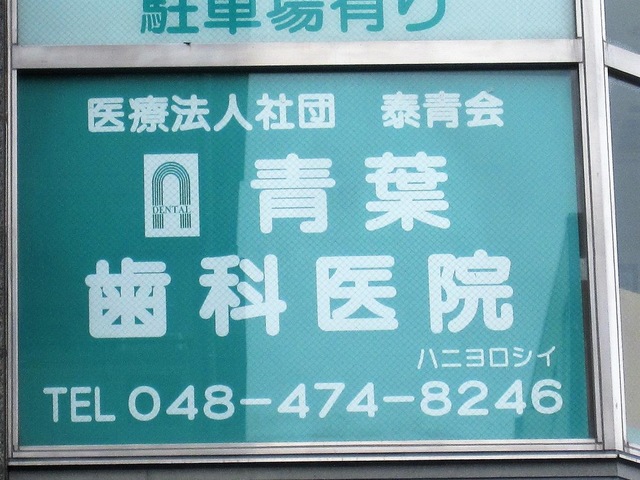 駐車場有り
医療法人社団 泰青会
DENTAL
青葉
歯科医院
ハニヨロシイ
TEL 048-474-8246